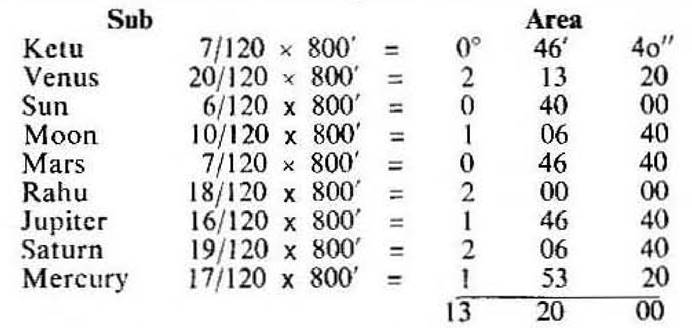 Sub Area
Ketu 7/120 × 800′ = 0° 46′ 40″
Venus 20/120 × 800′ = 2 13 20
Sun 6/120 x 800′ = 0 40 00
Moon 10/120 x 800′ = 1 06 40
Mars 7/120 × 800′ = 0 46 40
Rahu 18/120 x 800′ = 2 00 00
Jupiter 16/120 x 800′ = 1 46 40
Saturn 19/120 x 800′ = 2 06 40
Mercury 17/120 x 800′ = 1 53 20
13 20 00